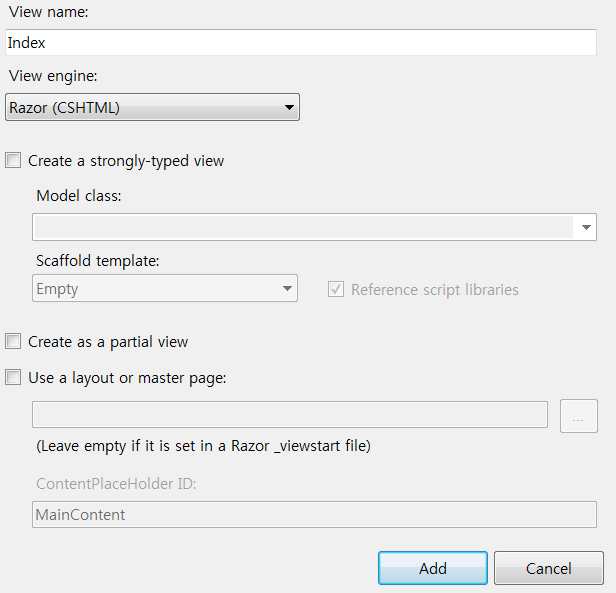 View name:
Index
View engine:
Razor (CSHTML)
Create a strongly-typed view
Model class:
Scaffold template:
Empty
Reference script libraries
Create as a partial view
Use a layout or master page:
...
(Leave empty if it is set in a Razor _viewstart file)
ContentPlaceHolder ID:
MainContent
Add
Cancel